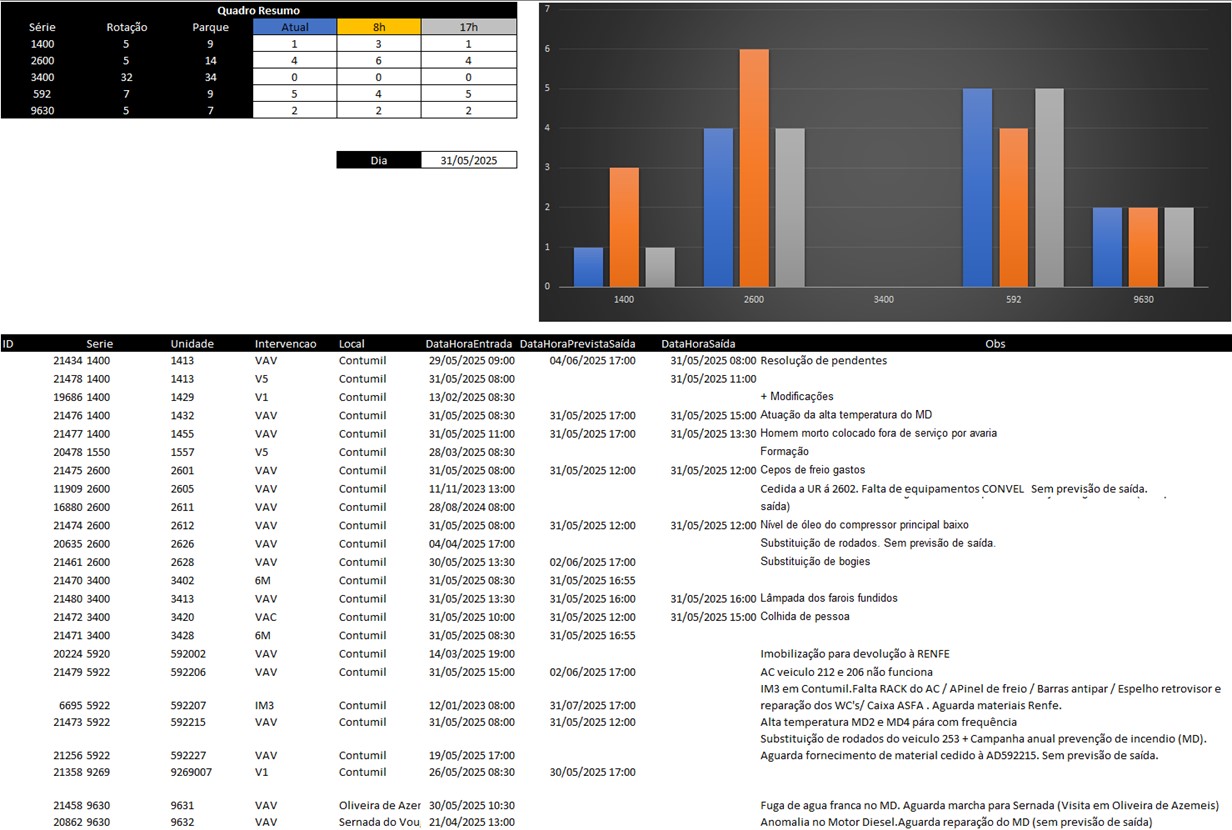 Quadro Resumo
Série Rotação Parque Atual 8h 17h
1400 5 9 1 3 1
2600 5 14 4 6 4
3400 32 34 0 0 0
592 7 9 5 4 5
9630 5 7 2 2 2
Dia 31/05/2025
7
6
5
4
3
2
1
0
1400 2600 3400 592 9630
ID Serie Unidade Intervencao Local DataHoraEntrada DataHoraPrevistaSaída DataHoraSaída Obs
21434 1400 1413 VAV Contumil 29/05/2025 09:00 04/06/2025 17:00 31/05/2025 08:00 Resolução de pendentes
21478 1400 1413 V5 Contumil 31/05/2025 08:00 31/05/2025 11:00
19686 1400 1429 V1 Contumil 13/02/2025 08:30 + Modificações
21476 1400 1432 VAV Contumil 31/05/2025 08:30 31/05/2025 17:00 31/05/2025 15:00 Atuação da alta temperatura do MD
21477 1400 1455 VAV Contumil 31/05/2025 11:00 31/05/2025 17:00 31/05/2025 13:30 Homem morto colocado fora de serviço por avaria
20478 1550 1557 V5 Contumil 28/03/2025 08:30 Formação
21475 2600 2601 VAV Contumil 31/05/2025 08:00 31/05/2025 12:00 31/05/2025 12:00 Cepos de freio gastos
11909 2600 2605 VAV Contumil 11/11/2023 13:00 Cedida a UR á 2602. Falta de equipamentos CONVEL Sem previsão de saída.
16880 2600 2611 VAV Contumil 28/08/2024 08:00 saída)
21474 2600 2612 VAV Contumil 31/05/2025 08:00 31/05/2025 12:00 31/05/2025 12:00 Nível de óleo do compressor principal baixo
20635 2600 2626 VAV Contumil 04/04/2025 17:00 Substituição de rodados. Sem previsão de saída.
21461 2600 2628 VAV Contumil 30/05/2025 13:30 02/06/2025 17:00 Substituição de bogies
21470 3400 3402 6M Contumil 31/05/2025 08:30 31/05/2025 16:55
21480 3400 3413 VAV Contumil 31/05/2025 13:30 31/05/2025 16:00 31/05/2025 16:00 Lâmpada dos farois fundidos
21472 3400 3420 VAC Contumil 31/05/2025 10:00 31/05/2025 12:00 31/05/2025 15:00 Colhida de pessoa
21471 3400 3428 6M Contumil 31/05/2025 08:30 31/05/2025 16:55
20224 5920 592002 VAV Contumil 14/03/2025 19:00 Imobilização para devolução à RENFE
21479 5922 592206 VAV Contumil 31/05/2025 15:00 02/06/2025 17:00 AC veiculo 212 e 206 não funciona
IM3 em Contumil.Falta RACK do AC / APinel de freio / Barras antipar / Espelho retrovisor e
6695 5922 592207 IM3 Contumil 12/01/2023 08:00 31/07/2025 17:00 reparação dos WC's/ Caixa ASFA . Aguarda materiais Renfe.
21473 5922 592215 VAV Contumil 31/05/2025 08:00 31/05/2025 12:00 Alta temperatura MD2 e MD4 pára com frequência
Substituição de rodados do veiculo 253 + Campanha anual prevenção de incendio (MD).
21256 5922 592227 VAV Contumil 19/05/2025 17:00 Aguarda fornecimento de material cedido à AD592215. Sem previsão de saída.
21358 9269 9269007 V1 Contumil 26/05/2025 08:30 30/05/2025 17:00
21458 9630 9631 VAV Oliveira de Azer 30/05/2025 10:30 Fuga de agua franca no MD. Aguarda marcha para Sernada (Visita em Oliveira de Azemeis)
20862 9630 9632 VAV Sernada do Vou 21/04/2025 13:00 Anomalia no Motor Diesel.Aguarda reparação do MD (sem previsão de saída)